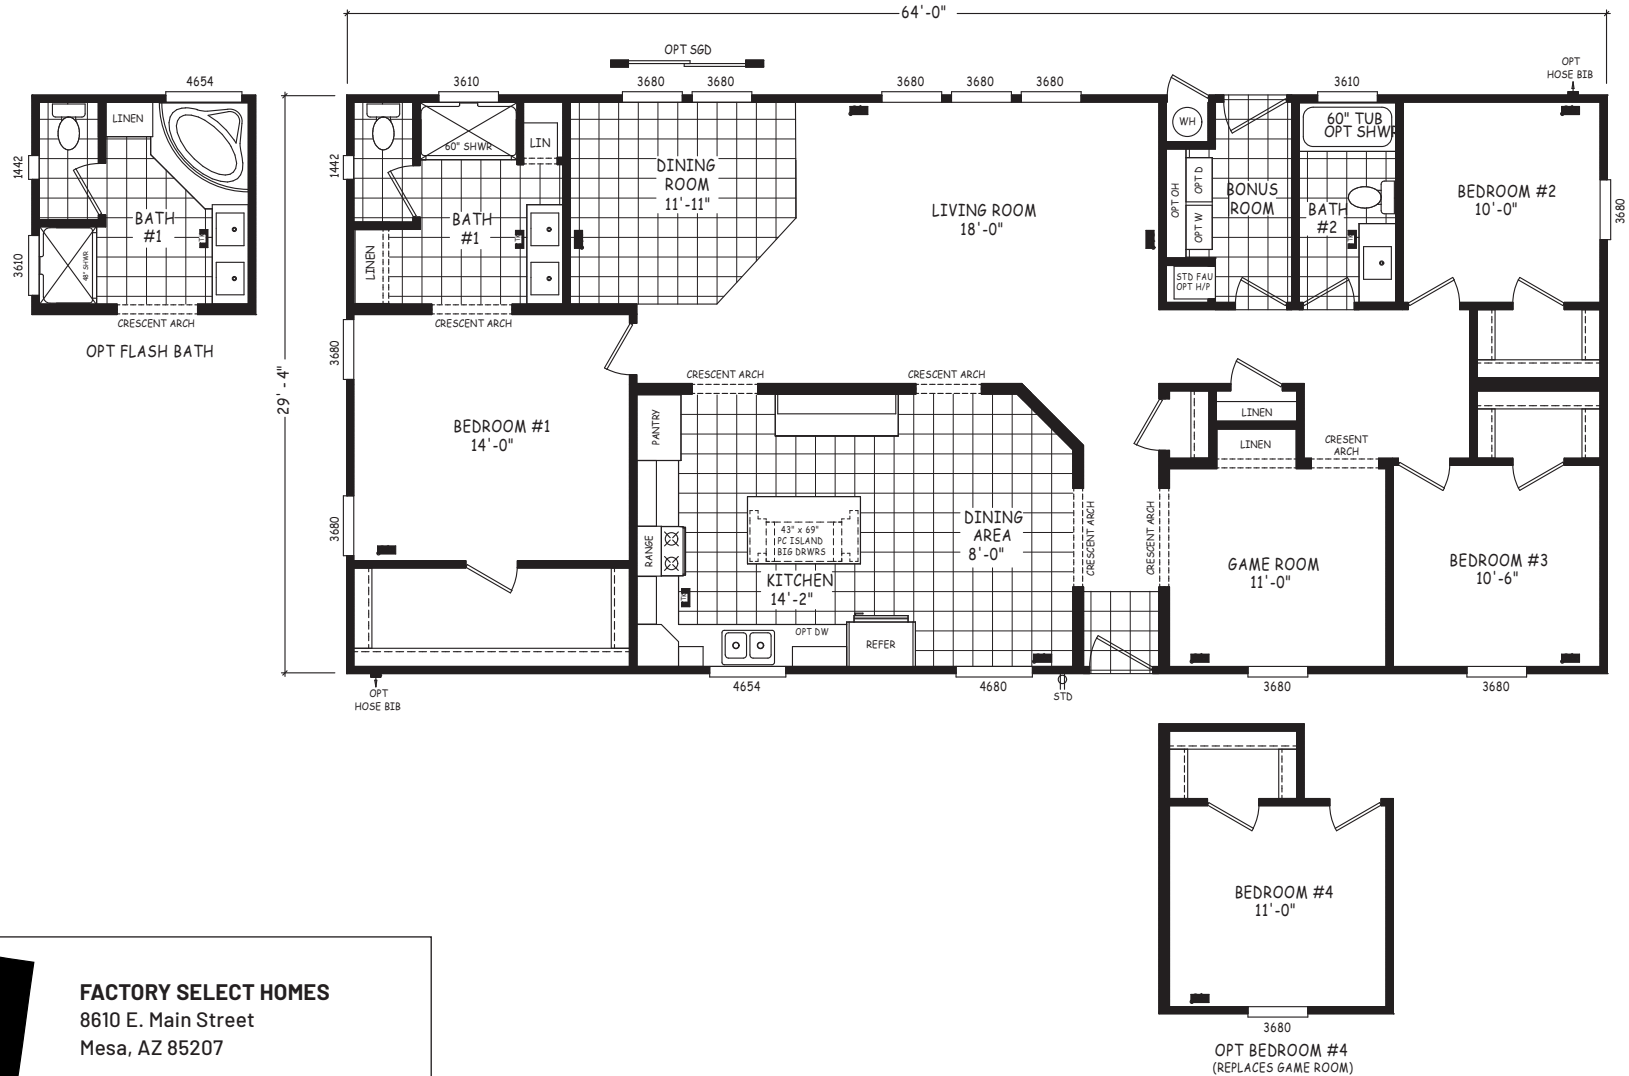 64'-0"
OPT SGD
4654
3610
3680
3680
3680
3680
3680
3610
OPT
HOSE BIB
1442
3610
LINEN
BATH
#1
48" SHWR
CRESCENT ARCH
OPT FLASH BATH
29'-4"
1442
3680
3680
60" SHWR
LIN
LINEN
BATH
#1
CRESCENT ARCH
DINING
ROOM
11'-11"
LIVING ROOM
18'-0"
WH
OPT OH
OPT D
OPT W
STD FAU
OPT H/P
BONUS
ROOM
60" TUB
OPT SHWR
BATH
#2
BEDROOM #2
10'-0"
3680
BEDROOM #1
14'-0"
CRESCENT ARCH
CRESCENT ARCH
PANTRY
RANGE
43" x 69"
PC ISLAND
BIG DRWRS
KITCHEN
14'-2"
DINING
AREA
8'-0"
OPT DW
REFER
CRESCENT ARCH
CRESCENT ARCH
LINEN
LINEN
CRESENT
ARCH
GAME ROOM
11'-0"
BEDROOM #3
10'-6"
OPT
HOSE BIB
4654
4680
STD
3680
3680
BEDROOM #4
11'-0"
3680
OPT BEDROOM #4
(REPLACES GAME ROOM)
FACTORY SELECT HOMES
8610 E. Main Street
Mesa, AZ 85207